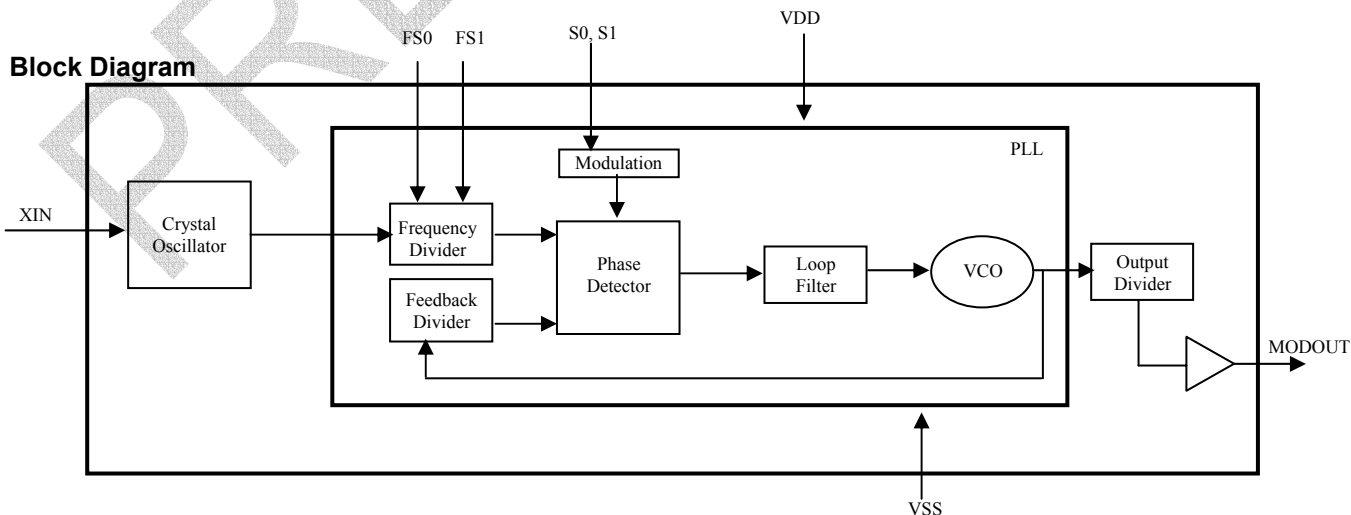 VDD
FS0 FS1 S0, S1
Block Diagram
PLL
Modulation
XIN
Crystal
Oscillator
Frequency
Divider
Phase
Detector
Loop
Filter
VCO
Output
Divider
Feedback
Divider
MODOUT
VSS
PRE